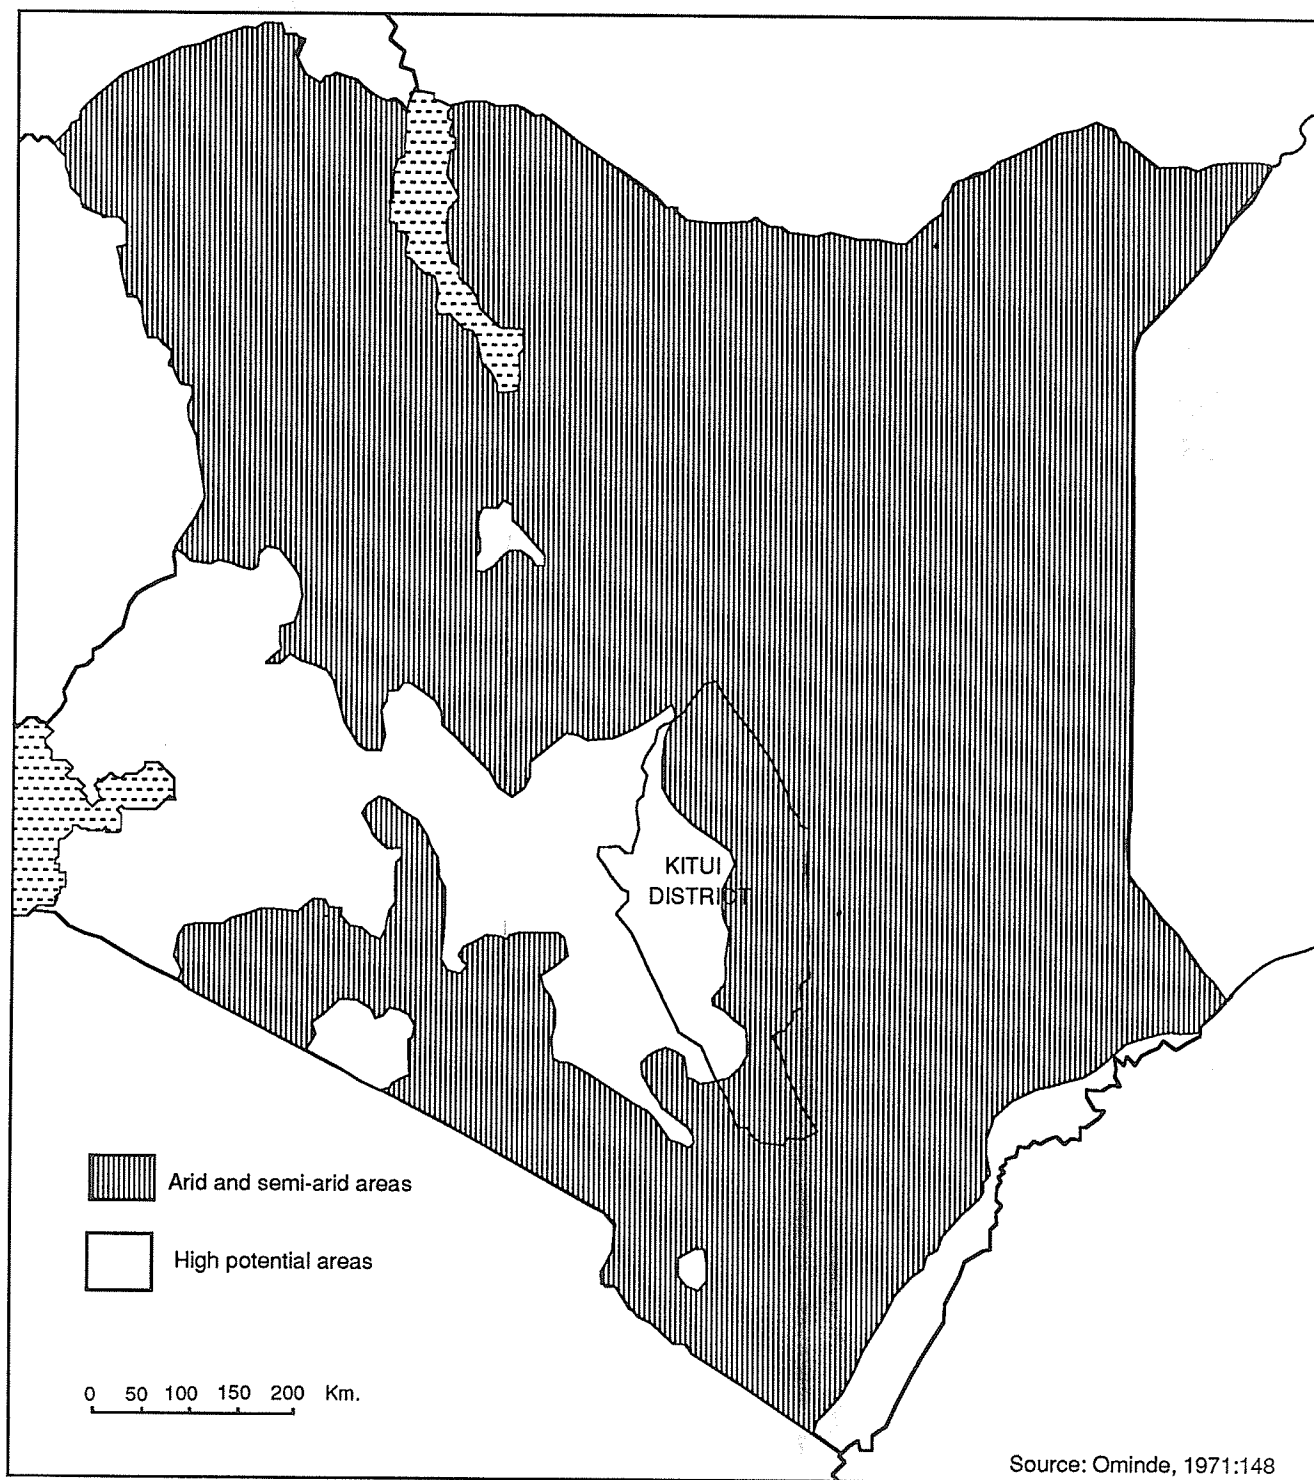 KITUI
DISTRICT
Arid and semi-arid areas
High potential areas
0 50 100 150 200 Km.
Source: Ominde, 1971:148